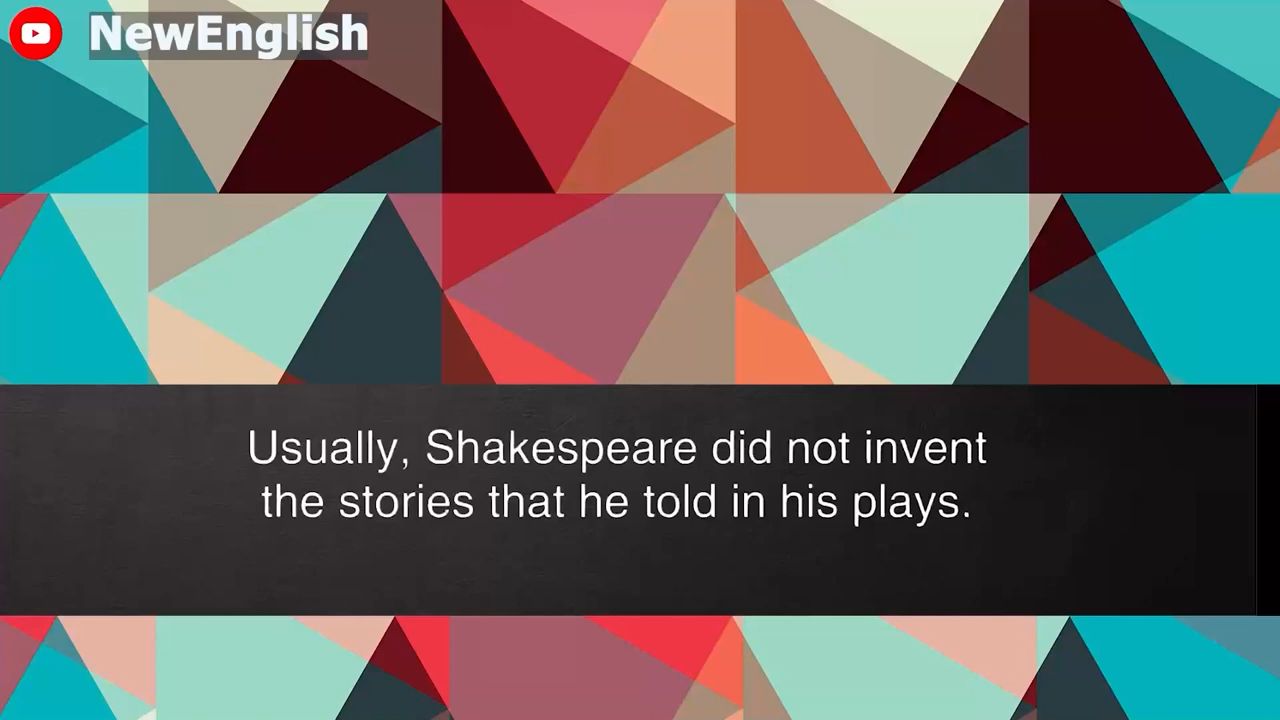 NewEnglish
Usually, Shakespeare did not invent
the stories that he told in his plays.